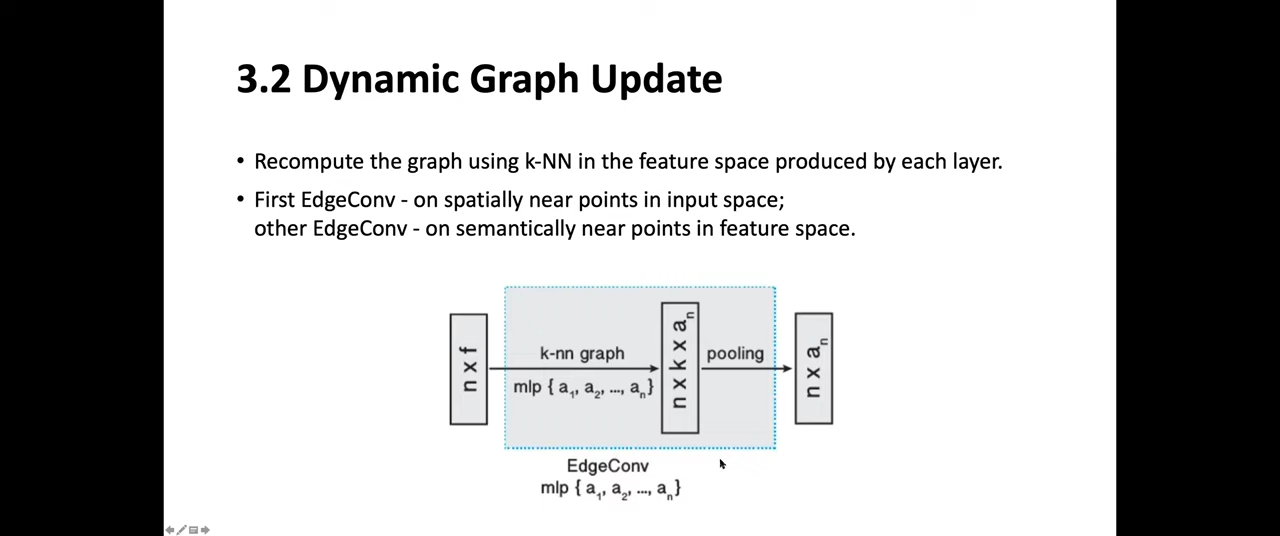 3.2 Dynamic Graph Update
• Recompute the graph using k-NN in the feature space produced by each layer.
• First EdgeConv - on spatially near points in input space;
other EdgeConv - on semantically near points in feature space.
n x f
k-nn graph
mlp { a₁, a₂, ..., aₙ}
n x k x aₙ
pooling
n x aₙ
EdgeConv
mlp { a₁, a₂, ..., aₙ}